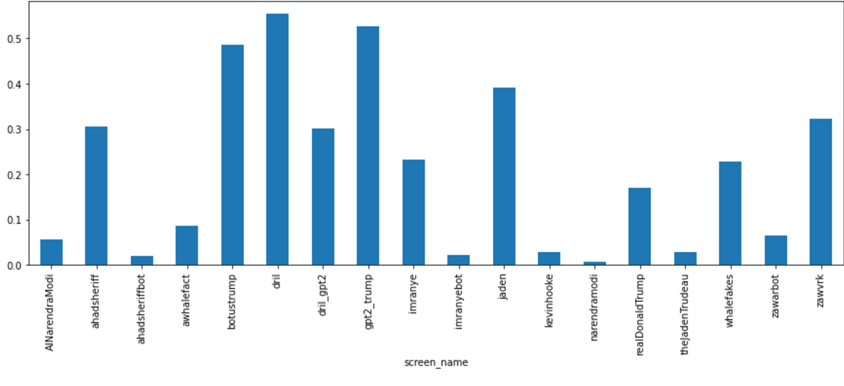 0.5
0.4
0.3
0.2
0.1
0.0
AINarendraModi
ahadsheriff
ahadsheriffbot
awhalefact
botustrump
dril
dril_gpt2
gpt2_trump
imranye
imranyebot
jaden
kevinhooke
narendramodi
realDonaldTrump
theJadenTrudeau
whalefakes
zawarbot
zawvrk
screen_name